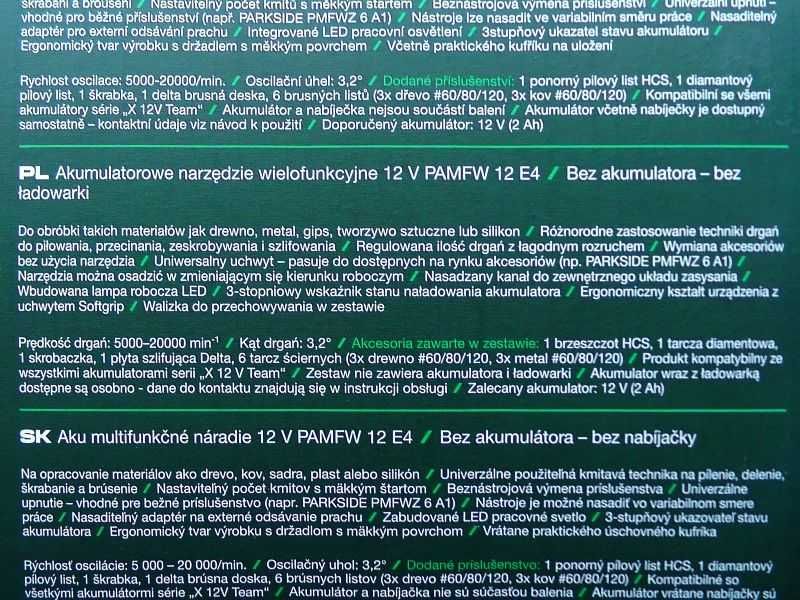 škrábání a broušení / Nastavitelný počet kmitů s měkkým startem / Beznástrojová výměna příslušenství / Univerzální upnutí –
vhodné pro běžné příslušenství (např. PARKSIDE PMFWZ 6 A1) / Nástroje lze nasadit ve variabilním směru práce / Nasaditelný
adaptér pro externí odsávání prachu / Integrované LED pracovní osvětlení / 3stupňový ukazatel stavu akumulátoru /
Ergonomický tvar výrobku s držadlem s měkkým povrchem / Včetně praktického kufříku na uložení
Rychlost oscilace: 5000-20000/min. / Oscilační úhel: 3,2° / Dodané příslušenství: 1 ponorný pilový list HCS, 1 diamantový
pilový list, 1 škrabka, 1 delta brusná deska, 6 brusných listů (3x dřevo #60/80/120, 3x kov #60/80/120) / Kompatibilní se všemi
akumulátory série „X 12V Team“ / Akumulátor a nabíječka nejsou součástí balení / Akumulátor včetně nabíječky je dostupný
samostatně – kontaktní údaje viz návod k použití / Doporučený akumulátor: 12 V (2 Ah)
PL Akumulatorowe narzędzie wielofunkcyjne 12 V PAMFW 12 E4 / Bez akumulatora – bez
ładowarki
Do obróbki takich materiałów jak drewno, metal, gips, tworzywo sztuczne lub silikon / Różnorodne zastosowanie techniki drgań
do piłowania, przecinania, zeskrobywania i szlifowania / Regulowana ilość drgań z łagodnym rozruchem / Wymiana akcesoriów
bez użycia narzędzia / Uniwersalny uchwyt – pasuje do dostępnych na rynku akcesoriów (np. PARKSIDE PMFWZ 6 A1) /
Narzędzia można osadzić w zmieniającym się kierunku roboczym / Nasadzany kanał do zewnętrznego układu zasysania /
Wbudowana lampa robocza LED / 3-stopniowy wskaźnik stanu naładowania akumulatora / Ergonomiczny kształt urządzenia z
uchwytem Softgrip / Walizka do przechowywania w zestawie
Prędkość drgań: 5000–20000 min⁻¹ / Kąt drgań: 3,2° / Akcesoria zawarte w zestawie: 1 brzeszczot HCS, 1 tarcza diamentowa,
1 skrobaczka, 1 płyta szlifująca Delta, 6 tarcz ściernych (3x drewno #60/80/120, 3x metal #60/80/120) / Produkt kompatybilny ze
wszystkimi akumulatorami serii „X 12 V Team” / Zestaw nie zawiera akumulatora i ładowarki / Akumulator wraz z ładowarką
dostępne są osobno - dane do kontaktu znajdują się w instrukcji obsługi / Zalecany akumulator: 12 V (2 Ah)
SK Aku multifunkčné náradie 12 V PAMFW 12 E4 / Bez akumulátora – bez nabíjačky
Na opracovanie materiálov ako drevo, kov, sadra, plast alebo silikón / Univerzálne použiteľná kmitavá technika na pílenie, delenie,
škrabanie a brúsenie / Nastaviteľný počet kmitov s mäkkým štartom / Beznástrojová výmena príslušenstva / Univerzálne
upnutie – vhodné pre bežné príslušenstvo (napr. PARKSIDE PMFWZ 6 A1) / Nástroje je možné nasadiť vo variabilnom smere
práce / Nasaditeľný adaptér na externé odsávanie prachu / Zabudované LED pracovné svetlo / 3-stupňový ukazovateľ stavu
akumulátora / Ergonomický tvar výrobku s držadlom s mäkkým povrchom / Vrátane praktického úschovného kufríka
Rýchlosť oscilácie: 5 000 – 20 000/min. / Oscilačný uhol: 3,2° / Dodané príslušenstvo: 1 ponorný pílový list HCS, 1 diamantový
pílový list, 1 škrabka, 1 delta brúsna doska, 6 brúsnych listov (3x drevo #60/80/120, 3x kov #60/80/120) / Kompatibilné so
všetkými akumulátormi série „X 12V Team“ / Akumulátor a nabíjačka nie sú súčasťou balenia / Akumulátor vrátane nabíjačky sú